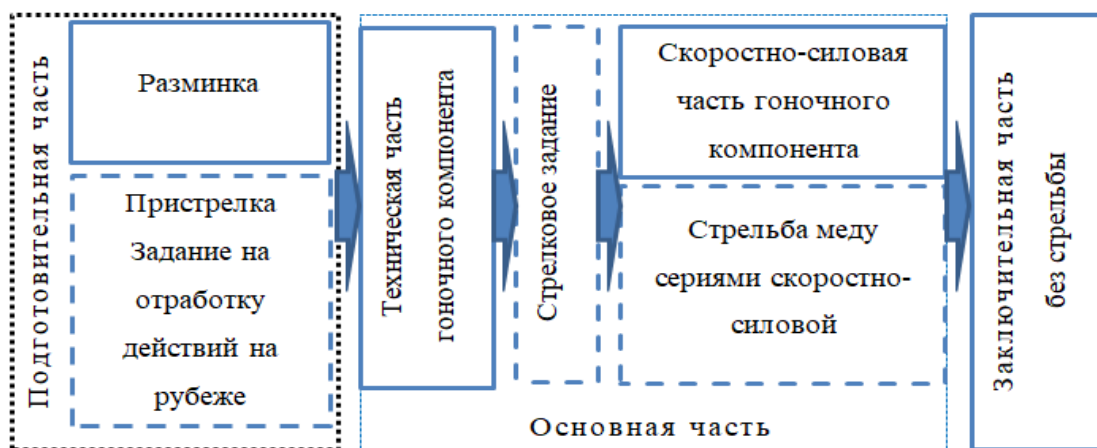 Подготовительная часть
Разминка
Пристрелка
Задание на
отработку
действий на
рубеже
Техническая часть
гоночного компонента
Стрелковое задание
Скоростно-силовая
часть гоночного
компонента
Стрельба меду
сериями скоростно-
силовой
Основная часть
Заключительная часть
без стрельбы